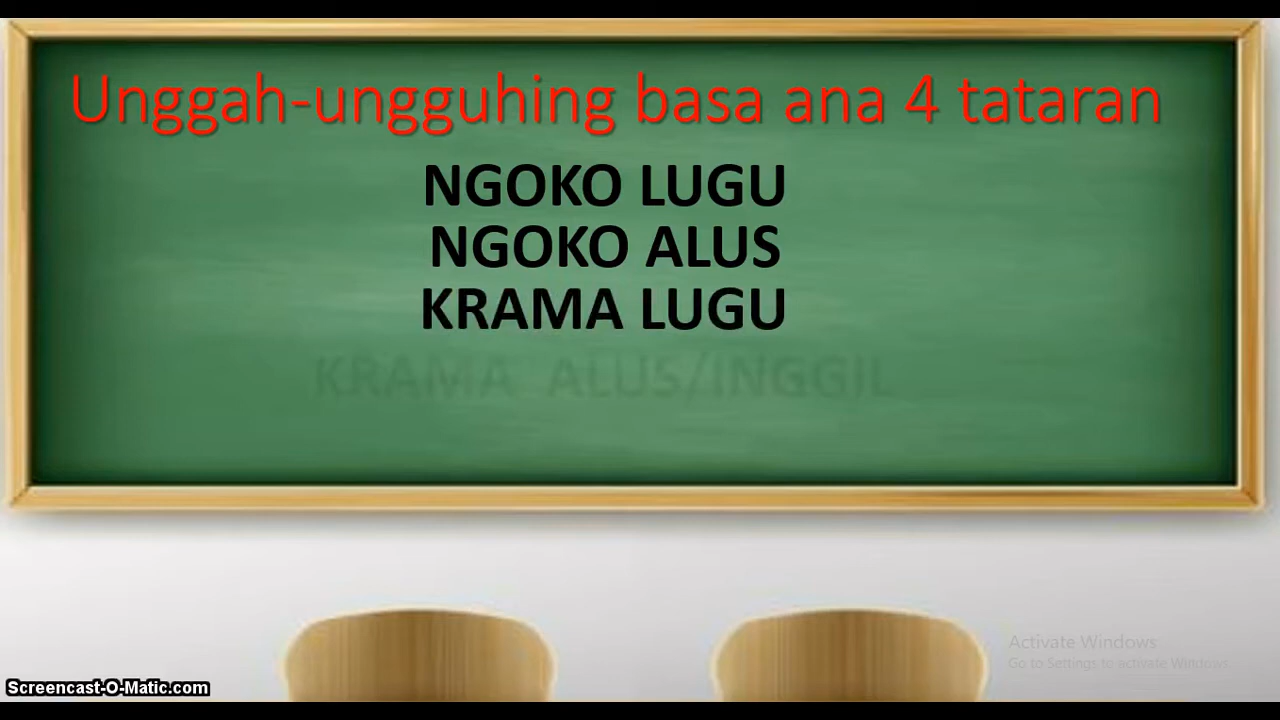 Unggah-ungguhing basa ana 4 tataran
NGOKO LUGU
NGOKO ALUS
KRAMA LUGU
KRAMA ALUS/INGGIL
Activate Windows
Go to Settings to activate Windows.
Screencast-O-Matic.com